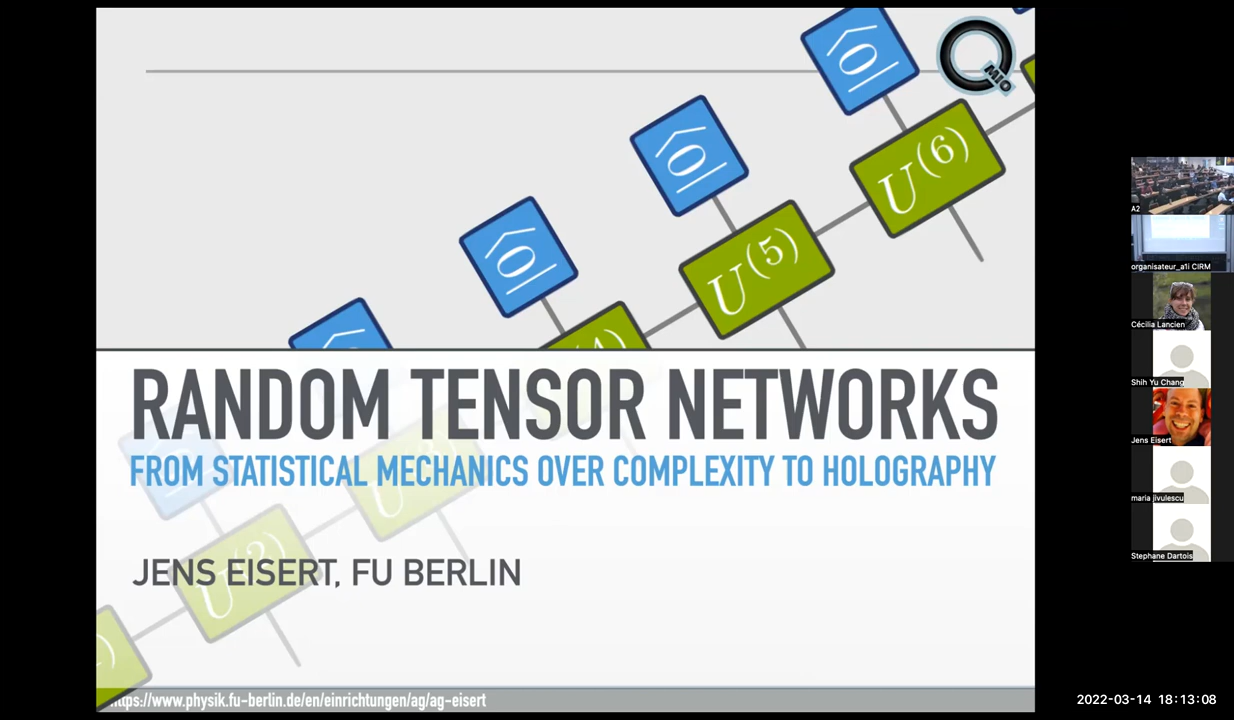 ⟨0|
U(6)
⟨0|
U(5)
⟨0|
QMIO
RANDOM TENSOR NETWORKS
FROM STATISTICAL MECHANICS OVER COMPLEXITY TO HOLOGRAPHY
JENS EISERT, FU BERLIN
U(2)
https://www.physik.fu-berlin.de/en/einrichtungen/ag/ag-eisert
A2
organisateur_a1i CIRM
Cécilia Lancien
Shih Yu Chang
Jens Eisert
maria jivulescu
Stephane Dartois
2022-03-14 18:13:08